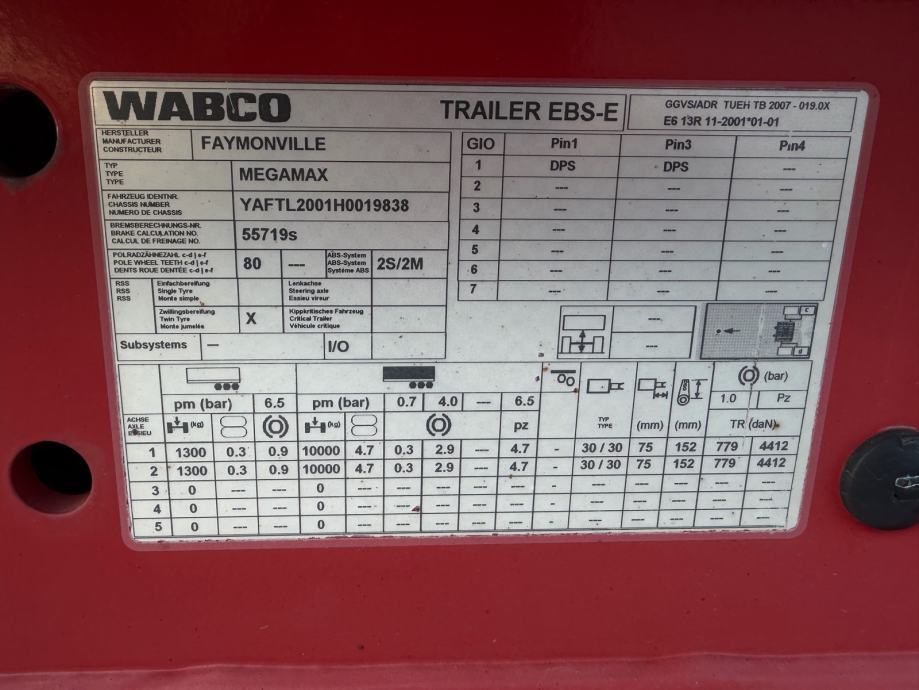 WABCO TRAILER EBS-E GGVS/ADR TUEH TB 2007 - 019.0X
E6 13R 11-2001*01-01
HERSTELLER
MANUFACTURER
CONSTRUCTEUR
FAYMONVILLE
TYP
TYPE
TYPE
MEGAMAX
FAHRZEUG IDENTNR.
CHASSIS NUMBER
NUMERO DE CHASSIS
YAFTL2001H0019838
BREMSBERECHNUNGS-NR.
BRAKE CALCULATION NO.
CALCUL DE FREINAGE NO.
55719s
POLRADZÄHNEZAHL c-d | e-f
POLE WHEEL TEETH c-d | e-f
DENTS ROUE DENTÉE c-d | e-f
80 ---
ABS-System
ABS-System
Système ABS
2S/2M
RSS
RSS
RSS
Einfachbereifung
Single Tyre
Monte simple
Lenkachse
Steering axle
Essieu vireur
Zwillingsbereifung
Twin Tyre
Monte jumelée
X
Kippkritisches Fahrzeug
Critical Trailer
Véhicule critique
Subsystems — I/O
GIO Pin1 Pin3 Pin4
1 DPS DPS ---
2 --- --- ---
3 --- --- ---
4 --- --- ---
5 --- --- ---
6 --- --- ---
7 --- --- ---
---
---
c
d
pm (bar) 6.5 pm (bar) 0.7 4.0 --- 6.5
(bar)
1.0 Pz
ACHSE
AXLE
ESSIEU
(kg) (kg) pz
TYP
TYPE
(mm) (mm) TR (daN)
1 1300 0.3 0.9 10000 4.7 0.3 2.9 --- 4.7 - 30 / 30 75 152 779 4412
2 1300 0.3 0.9 10000 4.7 0.3 2.9 --- 4.7 - 30 / 30 75 152 779 4412
3 0 --- --- 0 --- --- --- --- --- - --- --- --- --- ---
4 0 --- --- 0 --- --- --- --- --- - --- --- --- --- ---
5 0 --- --- 0 --- --- --- --- --- - --- --- --- --- ---